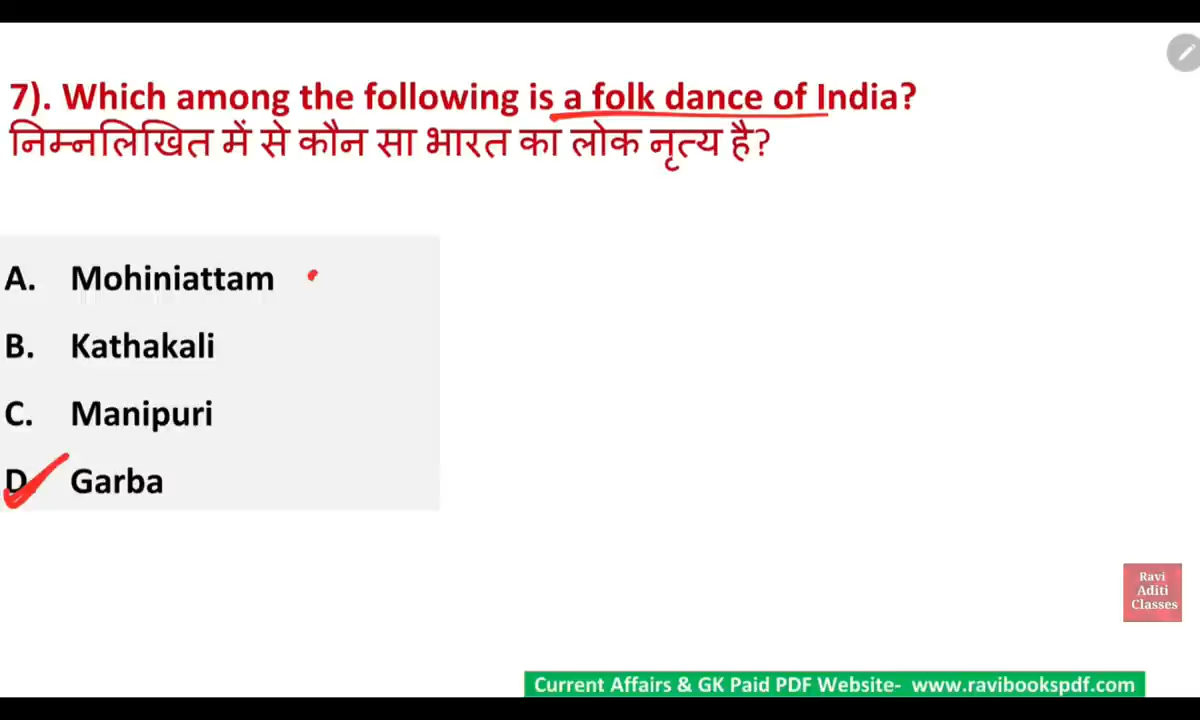 7). Which among the following is a folk dance of India?
निम्नलिखित में से कौन सा भारत का लोक नृत्य है?
A. Mohiniattam
B. Kathakali
C. Manipuri
D. Garba
Ravi
Aditi
Classes
Current Affairs & GK Paid PDF Website- www.ravibookspdf.com